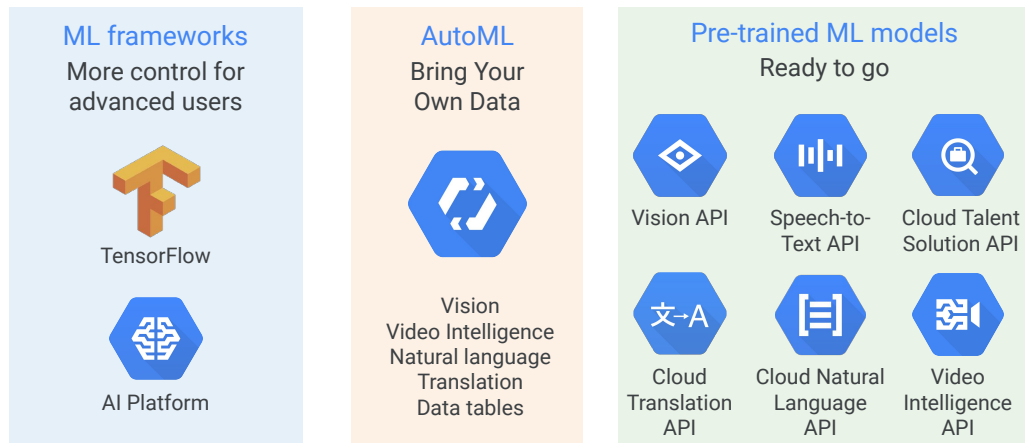 ML frameworks
More control for
advanced users
TensorFlow
AI Platform
AutoML
Bring Your
Own Data
Vision
Video Intelligence
Natural language
Translation
Data tables
Pre-trained ML models
Ready to go
Vision API
Speech-to-
Text API
Cloud Talent
Solution API
文→A
Cloud
Translation
API
Cloud Natural
Language
API
Video
Intelligence
API